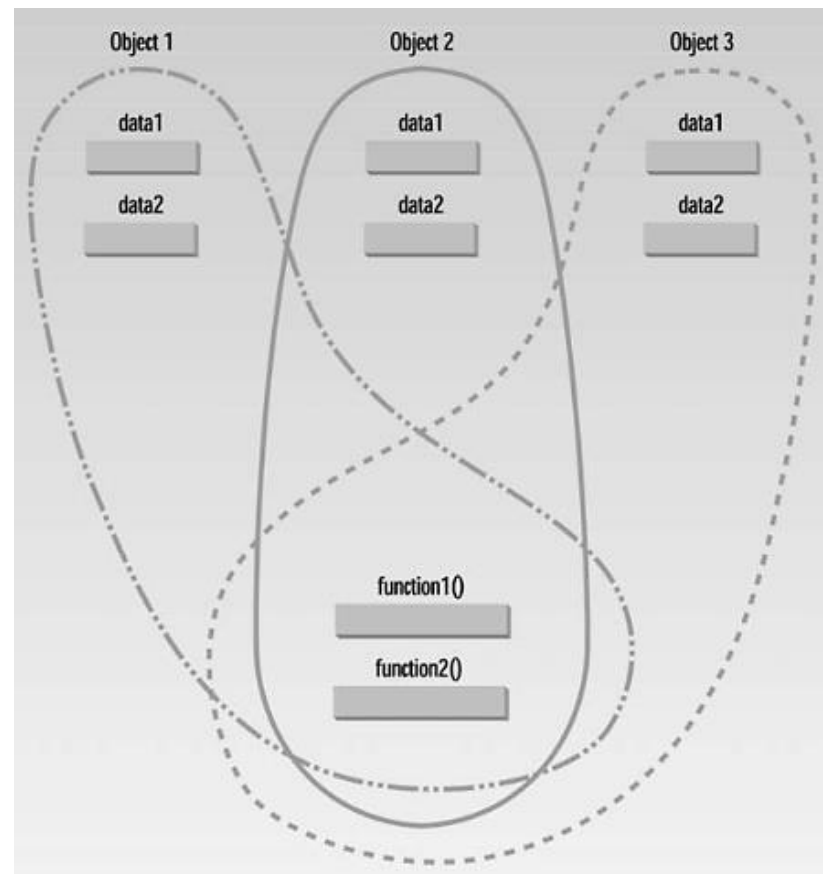 Object 1 Object 2 Object 3
data1 data1 data1
data2 data2 data2
function1()
function2()